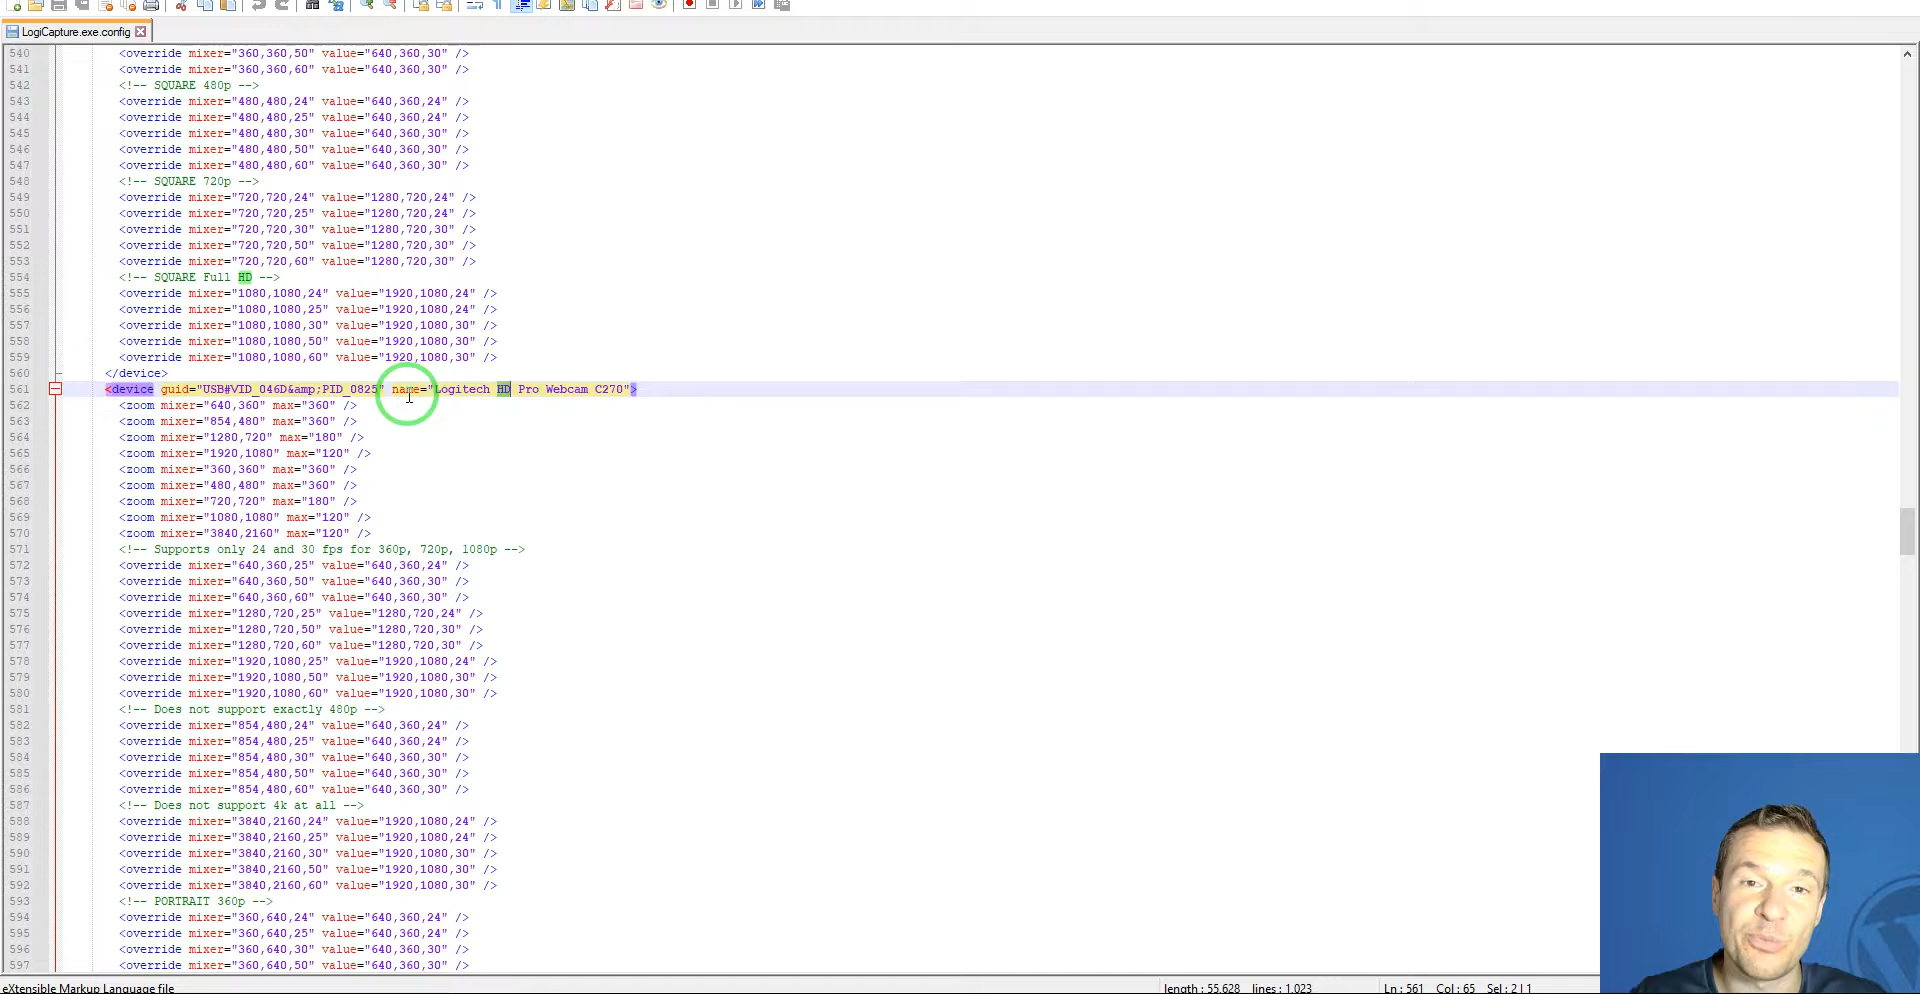 LogiCapture.exe.config
540 <override mixer="360,360,50" value="640,360,30" />
541 <override mixer="360,360,60" value="640,360,30" />
542 <!-- SQUARE 480p -->
543 <override mixer="480,480,24" value="640,360,24" />
544 <override mixer="480,480,25" value="640,360,24" />
545 <override mixer="480,480,30" value="640,360,30" />
546 <override mixer="480,480,50" value="640,360,30" />
547 <override mixer="480,480,60" value="640,360,30" />
548 <!-- SQUARE 720p -->
549 <override mixer="720,720,24" value="1280,720,24" />
550 <override mixer="720,720,25" value="1280,720,24" />
551 <override mixer="720,720,30" value="1280,720,30" />
552 <override mixer="720,720,50" value="1280,720,30" />
553 <override mixer="720,720,60" value="1280,720,30" />
554 <!-- SQUARE Full HD -->
555 <override mixer="1080,1080,24" value="1920,1080,24" />
556 <override mixer="1080,1080,25" value="1920,1080,24" />
557 <override mixer="1080,1080,30" value="1920,1080,30" />
558 <override mixer="1080,1080,50" value="1920,1080,30" />
559 <override mixer="1080,1080,60" value="1920,1080,30" />
560 </device>
561 <device guid="USB#VID_046D&amp;PID_0825" name="Logitech HD Pro Webcam C270">
562 <zoom mixer="640,360" max="360" />
563 <zoom mixer="854,480" max="360" />
564 <zoom mixer="1280,720" max="180" />
565 <zoom mixer="1920,1080" max="120" />
566 <zoom mixer="360,360" max="360" />
567 <zoom mixer="480,480" max="360" />
568 <zoom mixer="720,720" max="180" />
569 <zoom mixer="1080,1080" max="120" />
570 <zoom mixer="3840,2160" max="120" />
571 <!-- Supports only 24 and 30 fps for 360p, 720p, 1080p -->
572 <override mixer="640,360,25" value="640,360,24" />
573 <override mixer="640,360,50" value="640,360,30" />
574 <override mixer="640,360,60" value="640,360,30" />
575 <override mixer="1280,720,25" value="1280,720,24" />
576 <override mixer="1280,720,50" value="1280,720,30" />
577 <override mixer="1280,720,60" value="1280,720,30" />
578 <override mixer="1920,1080,25" value="1920,1080,24" />
579 <override mixer="1920,1080,50" value="1920,1080,30" />
580 <override mixer="1920,1080,60" value="1920,1080,30" />
581 <!-- Does not support exactly 480p -->
582 <override mixer="854,480,24" value="640,360,24" />
583 <override mixer="854,480,25" value="640,360,24" />
584 <override mixer="854,480,30" value="640,360,30" />
585 <override mixer="854,480,50" value="640,360,30" />
586 <override mixer="854,480,60" value="640,360,30" />
587 <!-- Does not support 4k at all -->
588 <override mixer="3840,2160,24" value="1920,1080,24" />
589 <override mixer="3840,2160,25" value="1920,1080,24" />
590 <override mixer="3840,2160,30" value="1920,1080,30" />
591 <override mixer="3840,2160,50" value="1920,1080,30" />
592 <override mixer="3840,2160,60" value="1920,1080,30" />
593 <!-- PORTRAIT 360p -->
594 <override mixer="360,640,24" value="640,360,24" />
595 <override mixer="360,640,25" value="640,360,24" />
596 <override mixer="360,640,30" value="640,360,30" />
597 <override mixer="360,640,50" value="640,360,30" />
eXtensible Markup Language file length : 55.628 lines : 1.023 Ln : 561 Col : 65 Sel : 2 | 1